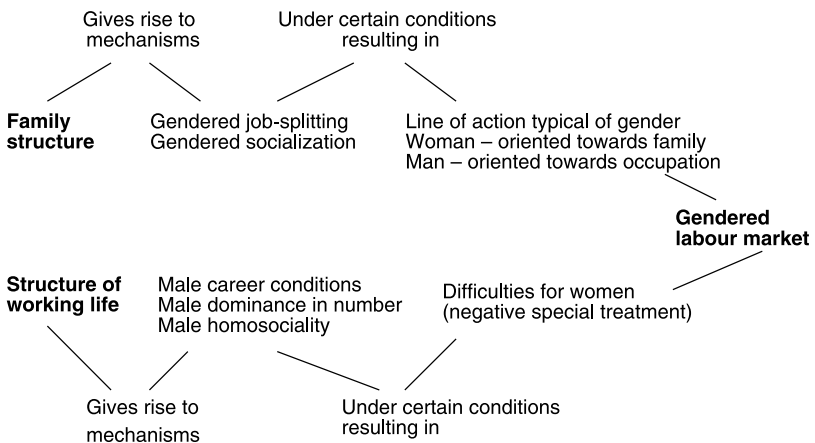 Gives rise to
mechanisms
Under certain conditions
resulting in
Family
structure
Gendered job-splitting
Gendered socialization
Line of action typical of gender
Woman – oriented towards family
Man – oriented towards occupation
Gendered
labour market
Structure of
working life
Male career conditions
Male dominance in number
Male homosociality
Difficulties for women
(negative special treatment)
Gives rise to
mechanisms
Under certain conditions
resulting in